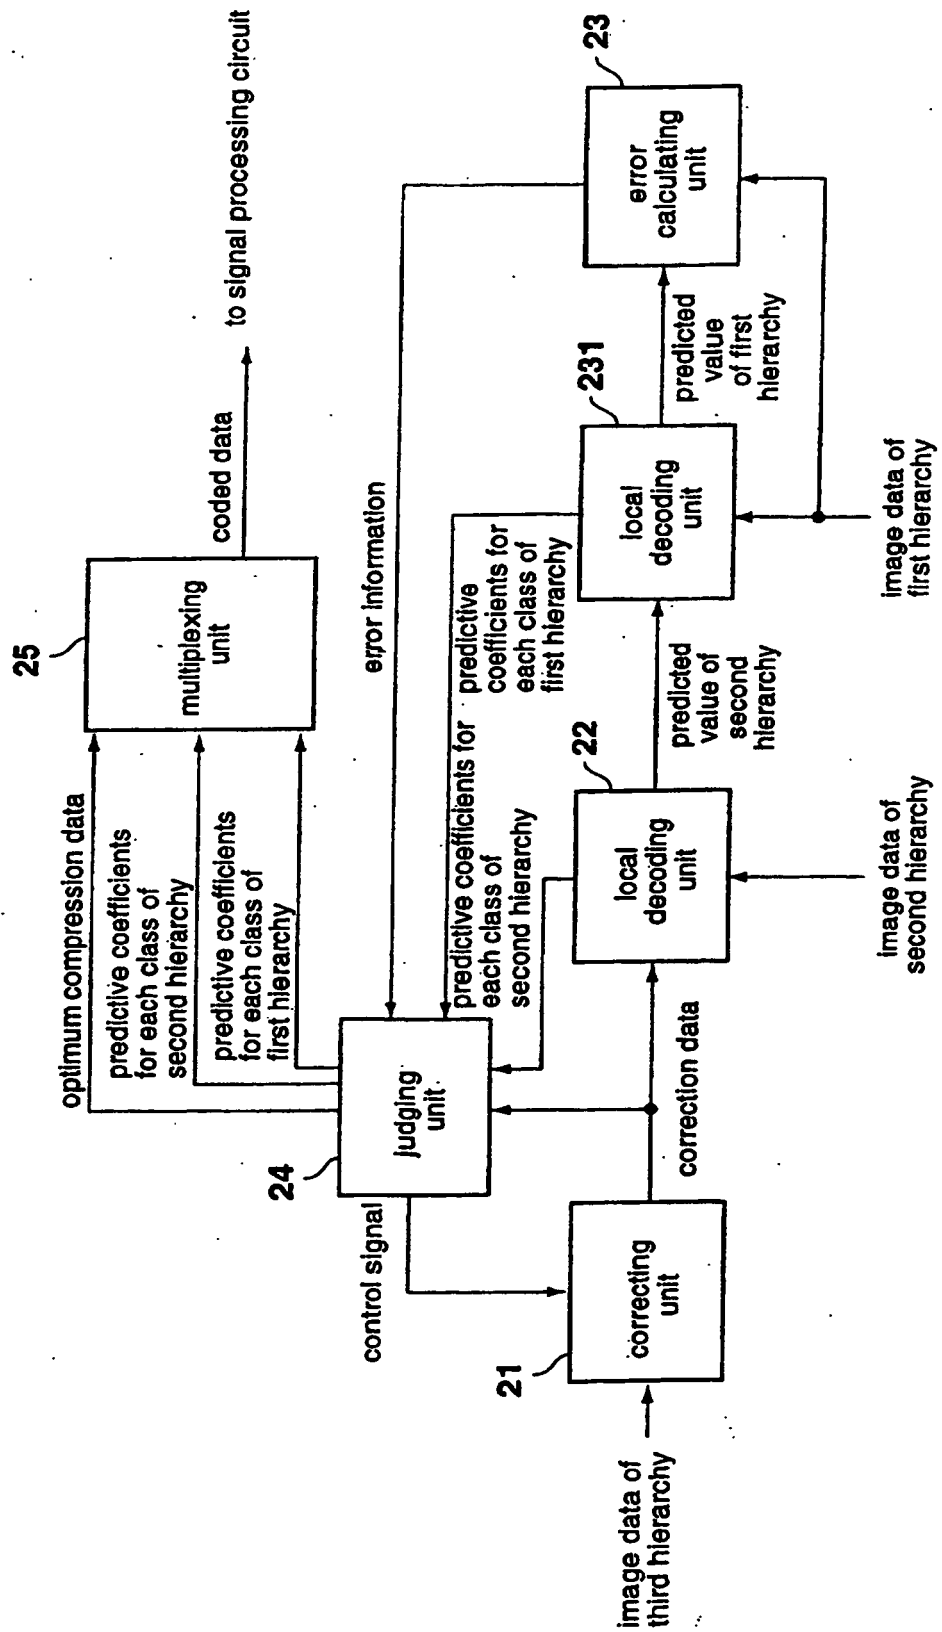 25
multiplexing
unit
coded data
to signal processing circuit
optimum compression data
predictive coefficients
for each class of
second hierarchy
predictive coefficients
for each class of
first hierarchy
error information
predictive
coefficients for
each class of
first hierarchy
predictive coefficients for
each class of
second hierarchy
24
judging
unit
control signal
21
correcting
unit
image data of
third hierarchy
correction data
22
local
decoding
unit
image data of
second hierarchy
predicted
value of
second
hierarchy
231
local
decoding
unit
image data of
first hierarchy
predicted
value
of first
hierarchy
23
error
calculating
unit